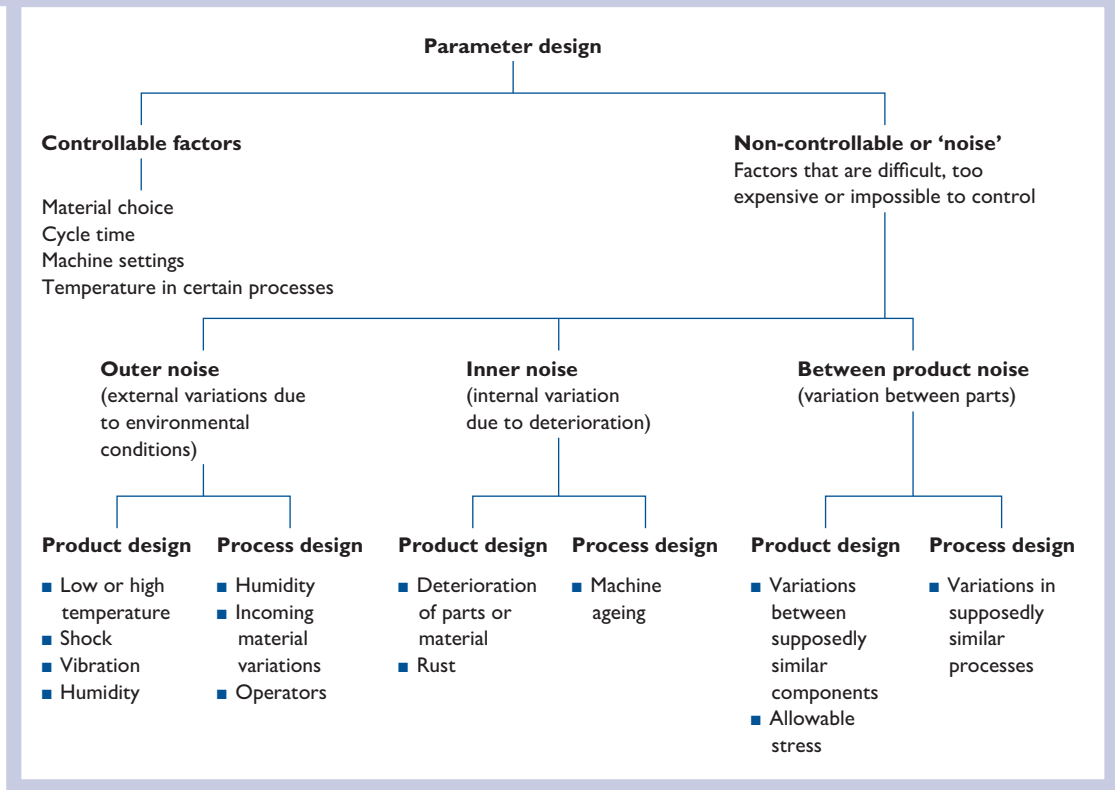 Parameter design
Controllable factors
Material choice
Cycle time
Machine settings
Temperature in certain processes
Non-controllable or ‘noise’
Factors that are difficult, too
expensive or impossible to control
Outer noise
(external variations due
to environmental
conditions)
Inner noise
(internal variation
due to deterioration)
Between product noise
(variation between parts)
Product design
■ Low or high
temperature
■ Shock
■ Vibration
■ Humidity
Process design
■ Humidity
■ Incoming
material
variations
■ Operators
Product design
■ Deterioration
of parts or
material
■ Rust
Process design
■ Machine
ageing
Product design
■ Variations
between
supposedly
similar
components
■ Allowable
stress
Process design
■ Variations in
supposedly
similar
processes